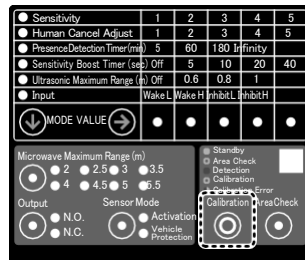 Sensitivity 1 2 3 4 5
Human Cancel Adjust 1 2 3 4 5
Presence Detection Timer(min) 5 60 180 Infinity
Sensitivity Boost Timer (sec) Off 5 10 20 40
Ultrasonic Maximum Range (m) Off 0.6 0.8 1
Input Wake L Wake H Inhibit L Inhibit H
MODE VALUE
Microwave Maximum Range (m)
2 2.5 3 3.5
4 4.5 5 5.5
Standby
Area Check
Detection
Calibration
Calibration Error
Output Sensor Mode Calibration Area Check
N.O. Activation
N.C. Vehicle
Protection